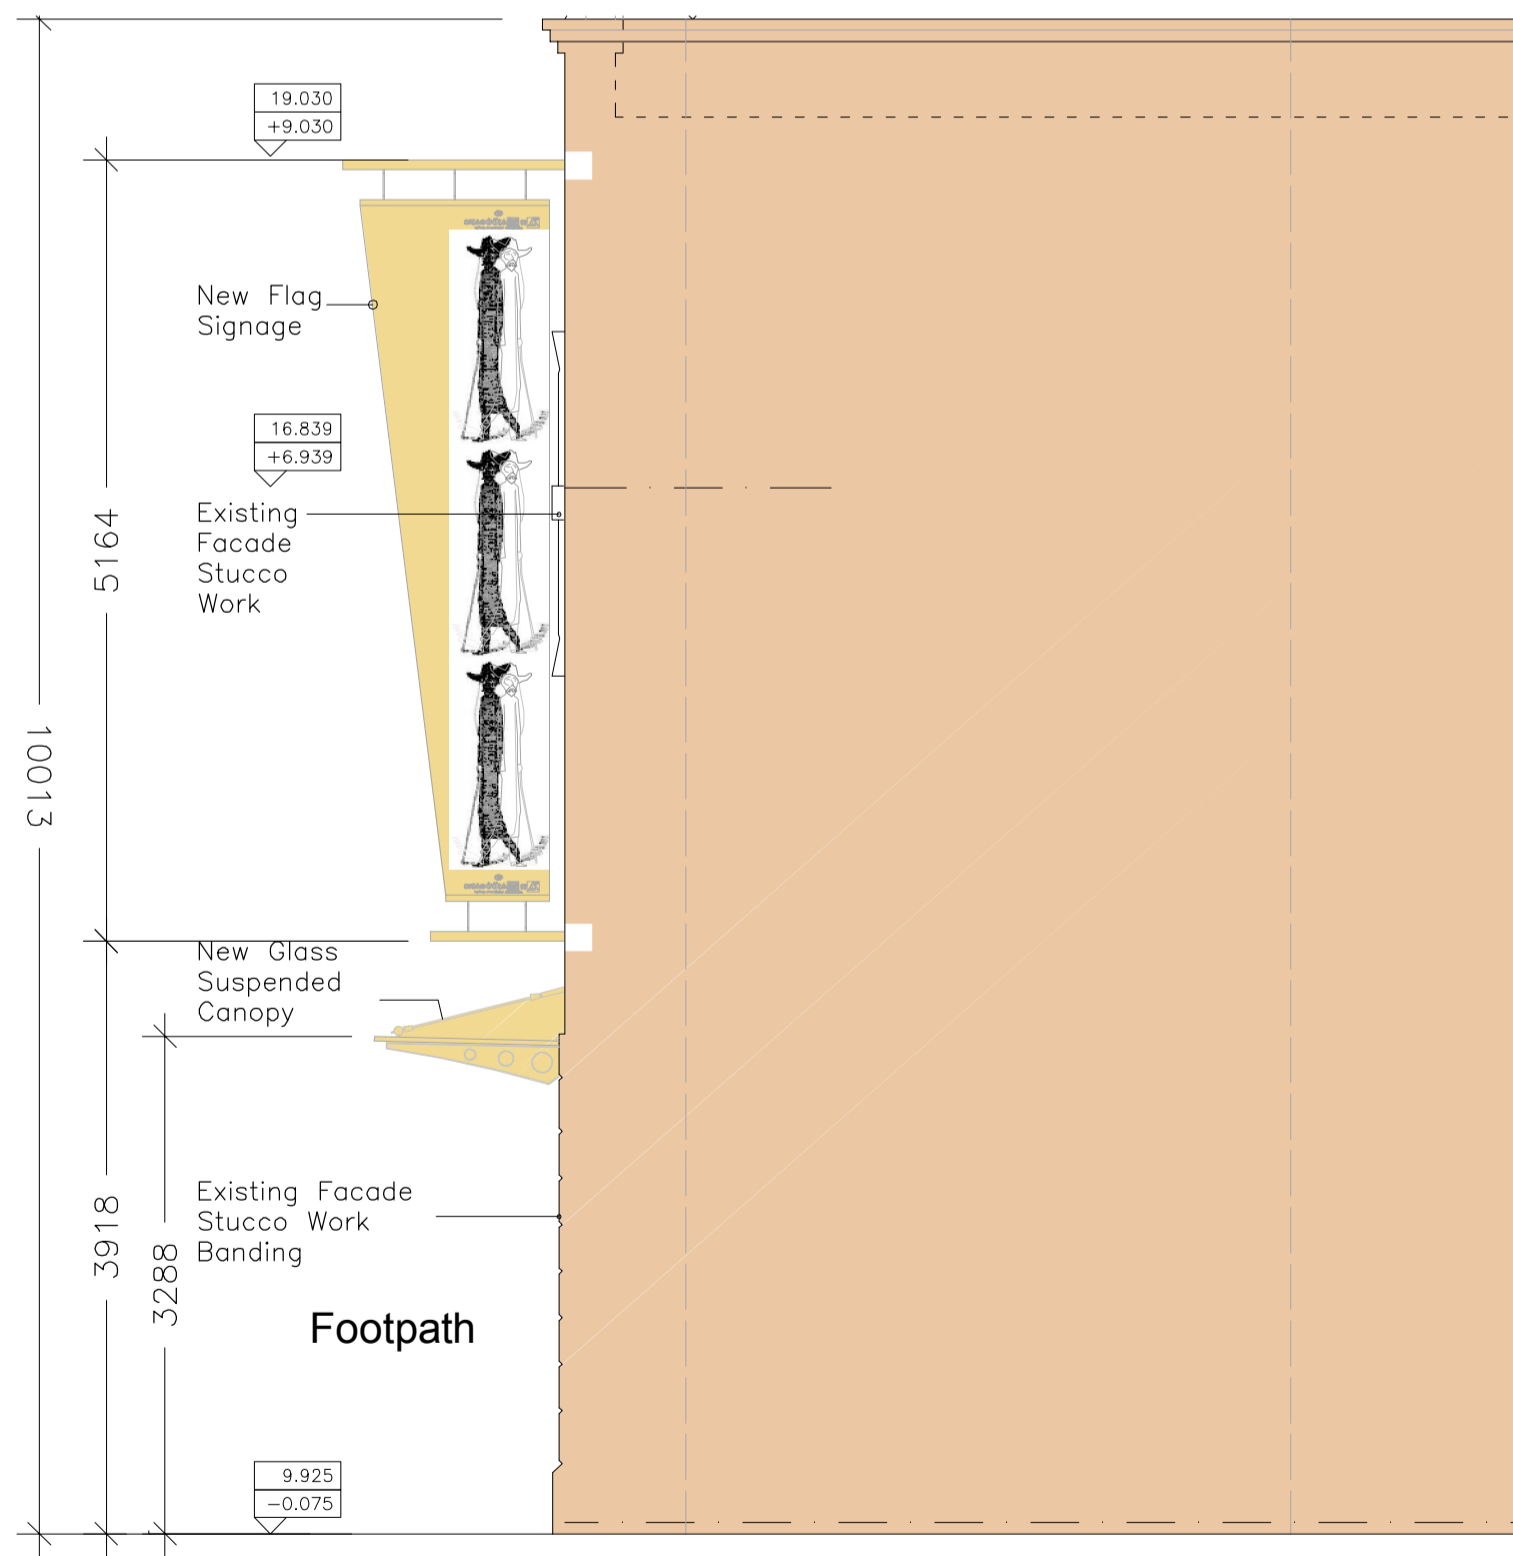 19.030
+9.030
New Flag
Signage
16.839
+6.939
Existing
Facade
Stucco
Work
5164
10013
New Glass
Suspended
Canopy
3918
3288
Existing Facade
Stucco Work
Banding
Footpath
9.925
-0.075